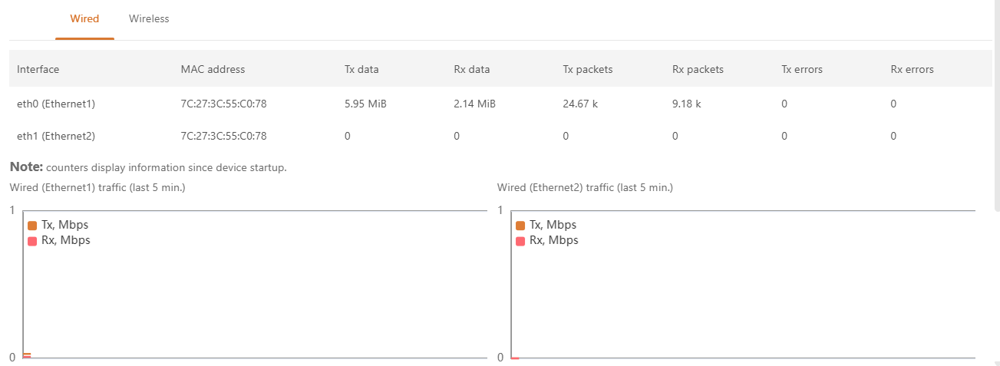 Wired Wireless
Interface MAC address Tx data Rx data Tx packets Rx packets Tx errors Rx errors
eth0 (Ethernet1) 7C:27:3C:55:C0:78 5.95 MiB 2.14 MiB 24.67 k 9.18 k 0 0
eth1 (Ethernet2) 7C:27:3C:55:C0:78 0 0 0 0 0 0
Note: counters display information since device startup.
Wired (Ethernet1) traffic (last 5 min.)
1
Tx, Mbps
Rx, Mbps
0
Wired (Ethernet2) traffic (last 5 min.)
1
Tx, Mbps
Rx, Mbps
0